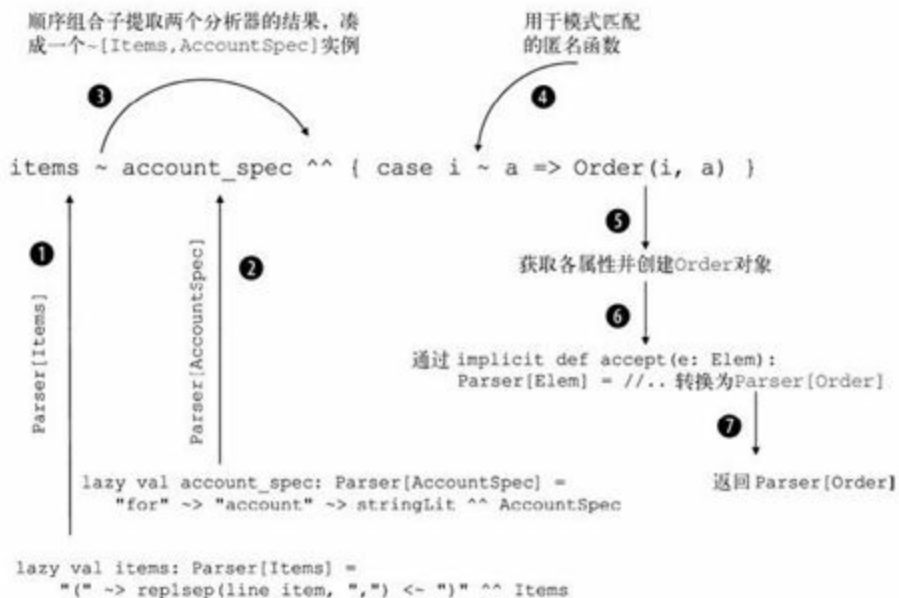 顺序组合子提取两个分析器的结果，凑
成一个~[Items,AccountSpec]实例
用于模式匹配
的匿名函数
3
4
items ~ account_spec ^^ { case i ~ a => Order(i, a) }
1
2
5
Parser[Items]
Parser[AccountSpec]
获取各属性并创建Order对象
6
通过 implicit def accept(e: Elem):
Parser[Elem] = //.. 转换为Parser[Order]
7
lazy val account_spec: Parser[AccountSpec] =
"for" ~> "account" ~> stringLit ^^ AccountSpec
返回 Parser[Order]
lazy val items: Parser[Items] =
"(" ~> rep1sep(line_item, ",") <~ ")" ^^ Items